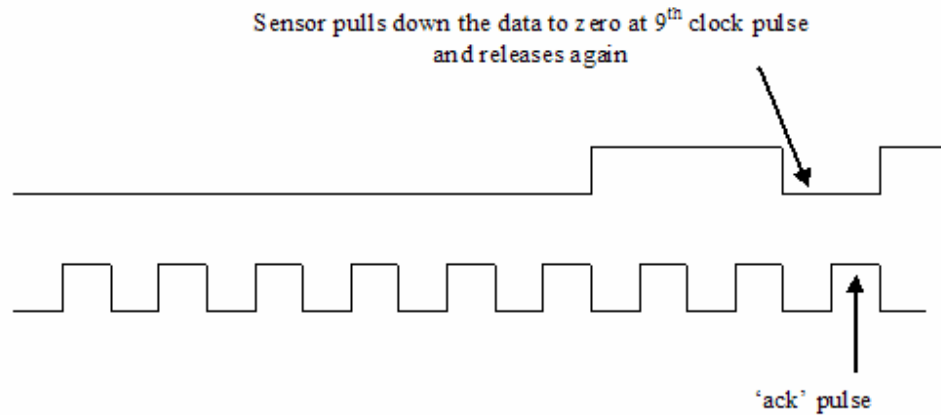 Sensor pulls down the data to zero at 9th clock pulse
and releases again
‘ack’ pulse